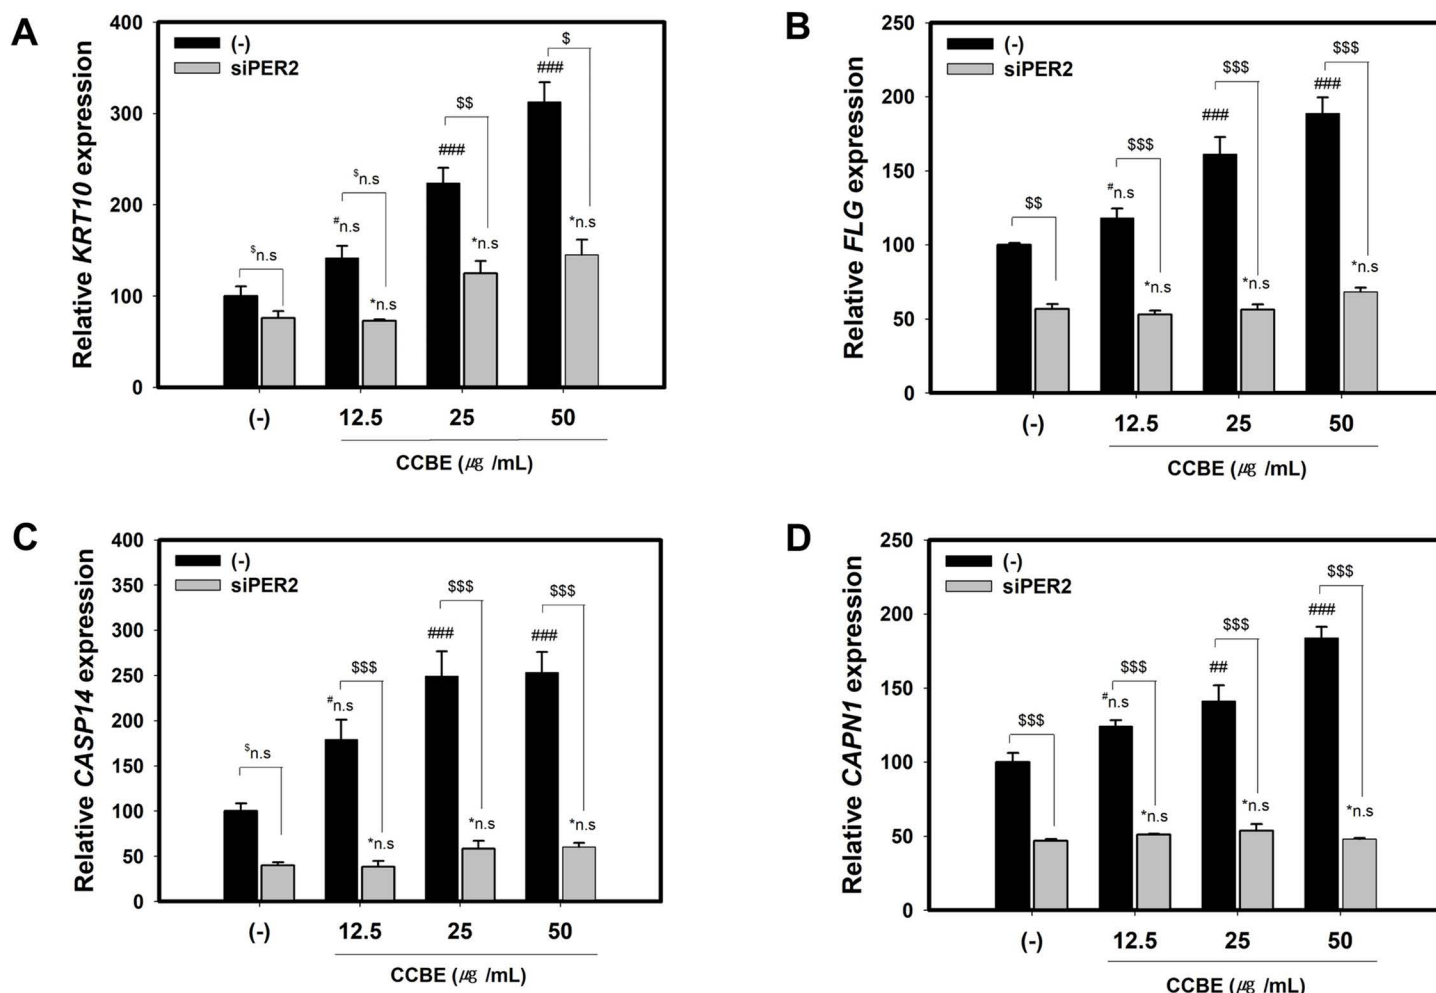 A
Relative KRT10 expression
400
300
200
100
0
(-)
siPER2
$n.s
#n.s
$n.s
*n.s
###
$$
*n.s
###
$
*n.s
(-)
12.5
25
50
CCBE (μg /mL)
B
Relative FLG expression
250
200
150
100
50
0
(-)
siPER2
$$
#n.s
$$$
*n.s
###
$$$
*n.s
###
$$$
*n.s
(-)
12.5
25
50
CCBE (μg /mL)
C
Relative CASP14 expression
400
350
300
250
200
150
100
50
0
(-)
siPER2
$n.s
#n.s
$$$
*n.s
###
$$$
*n.s
###
$$$
*n.s
(-)
12.5
25
50
CCBE (μg /mL)
D
Relative CAPN1 expression
250
200
150
100
50
0
(-)
siPER2
$$$
#n.s
$$$
*n.s
##
$$$
*n.s
###
$$$
*n.s
(-)
12.5
25
50
CCBE (μg /mL)